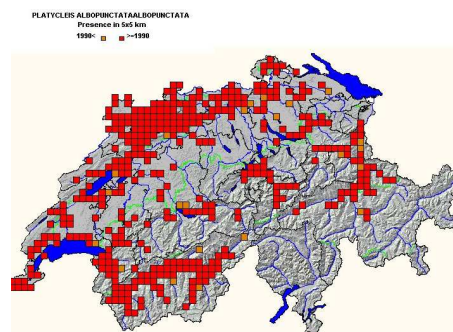 PLATYCLEIS ALBOPUNCTATAALBOPUNCTATA
Presence in 5x5 km
1990< >=1990